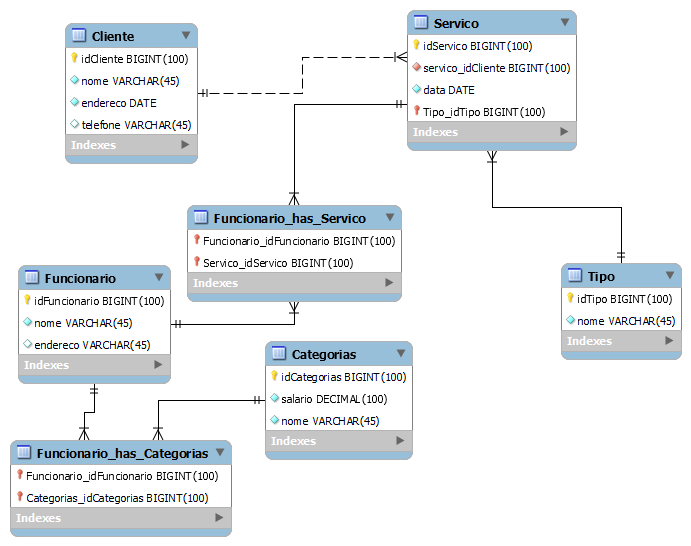 Cliente
idCliente BIGINT(100)
nome VARCHAR(45)
endereco DATE
telefone VARCHAR(45)
Indexes
Servico
idServico BIGINT(100)
servico_idCliente BIGINT(100)
data DATE
Tipo_idTipo BIGINT(100)
Indexes
Funcionario_has_Servico
Funcionario_idFuncionario BIGINT(100)
Servico_idServico BIGINT(100)
Indexes
Funcionario
idFuncionario BIGINT(100)
nome VARCHAR(45)
endereco VARCHAR(45)
Indexes
Tipo
idTipo BIGINT(100)
nome VARCHAR(45)
Indexes
Categorias
idCategorias BIGINT(100)
salario DECIMAL(100)
nome VARCHAR(45)
Indexes
Funcionario_has_Categorias
Funcionario_idFuncionario BIGINT(100)
Categorias_idCategorias BIGINT(100)
Indexes